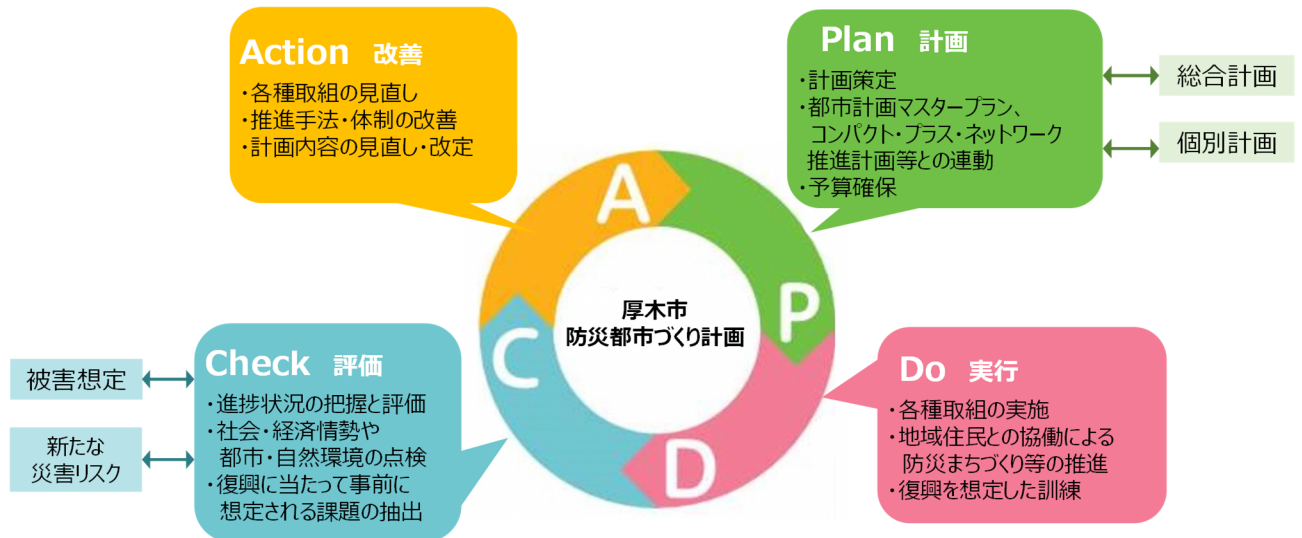 Action 改善
・各種取組の見直し
・推進手法・体制の改善
・計画内容の見直し・改定
Plan 計画
・計画策定
・都市計画マスタープラン、
コンパクト・プラス・ネットワーク
推進計画等との連動
・予算確保
総合計画
個別計画
A
P
D
C
厚木市
防災都市づくり計画
被害想定
新たな
災害リスク
Check 評価
・進捗状況の把握と評価
・社会・経済情勢や
都市・自然環境の点検
・復興に当たって事前に
想定される課題の抽出
Do 実行
・各種取組の実施
・地域住民との協働による
防災まちづくり等の推進
・復興を想定した訓練